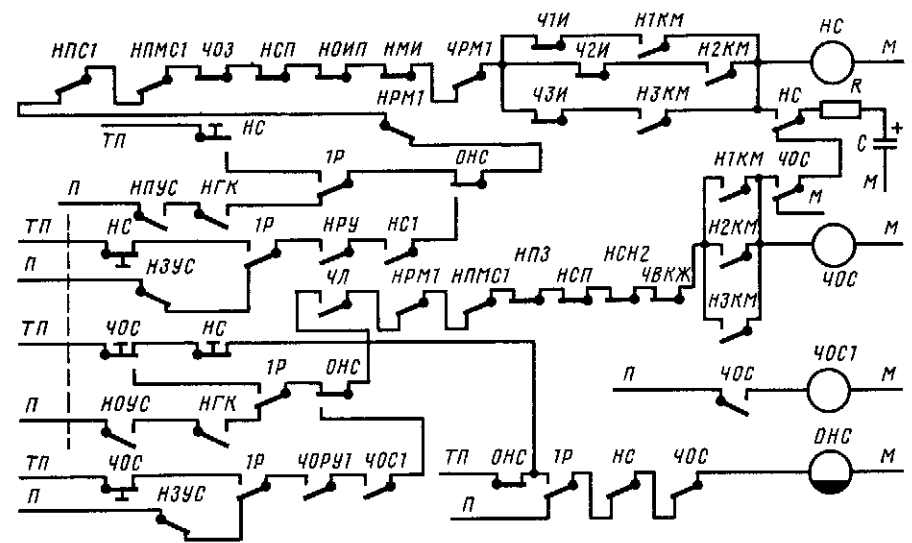 Ч1И Н1КМ НС
НПС1 НПМС1 ЧОЗ НСП НОИП НМИ ЧРМ1 Ч2И Н2КМ М
Ч3И Н3КМ НС R
НРМ1
ТП НС С +
1Р ОНС Н1КМ ЧОС М
П НПУС НГК М
ТП НС 1Р НРУ НС1 Н2КМ М
П НЗУС ЧЛ НРМ1 НПМС1 НПЗ НСП НСН2 ЧВКЖ ЧОС
Н3КМ
ТП ЧОС НС
1Р ОНС П ЧОС ЧОС1 М
П НОУС НГК
ТП ЧОС 1Р ЧОРУ1 ЧОС1 ТП ОНС 1Р НС ЧОС ОНС М
П НЗУС П